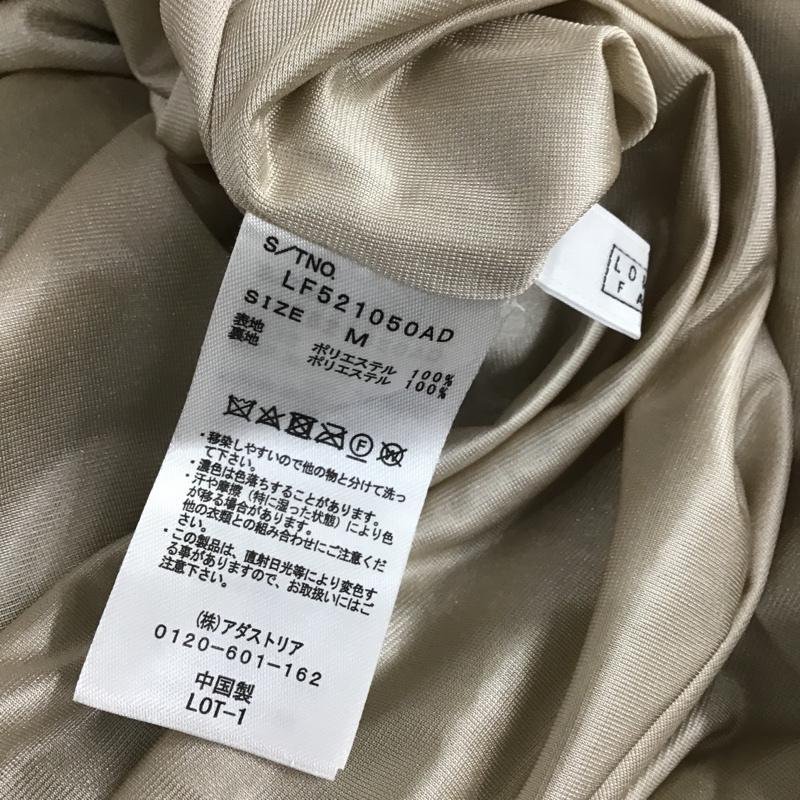 S/TNO.
LF521050AD
SIZE M
表地 ポリエステル 100%
裏地 ポリエステル 100%
F
・移染しやすいので他の物と分けて洗っ
て下さい。
・濃色は色落ちすることがあります。
・汗や摩擦（特に湿った状態）により色
が移る場合があります。
他の衣類との組み合わせにご注意くだ
さい。
・この製品は、直射日光等により変色す
る事がありますので、お取扱いにはご
注意下さい。
(株)アダストリア
0120-601-162
中国製
LOT-1
LO
FA